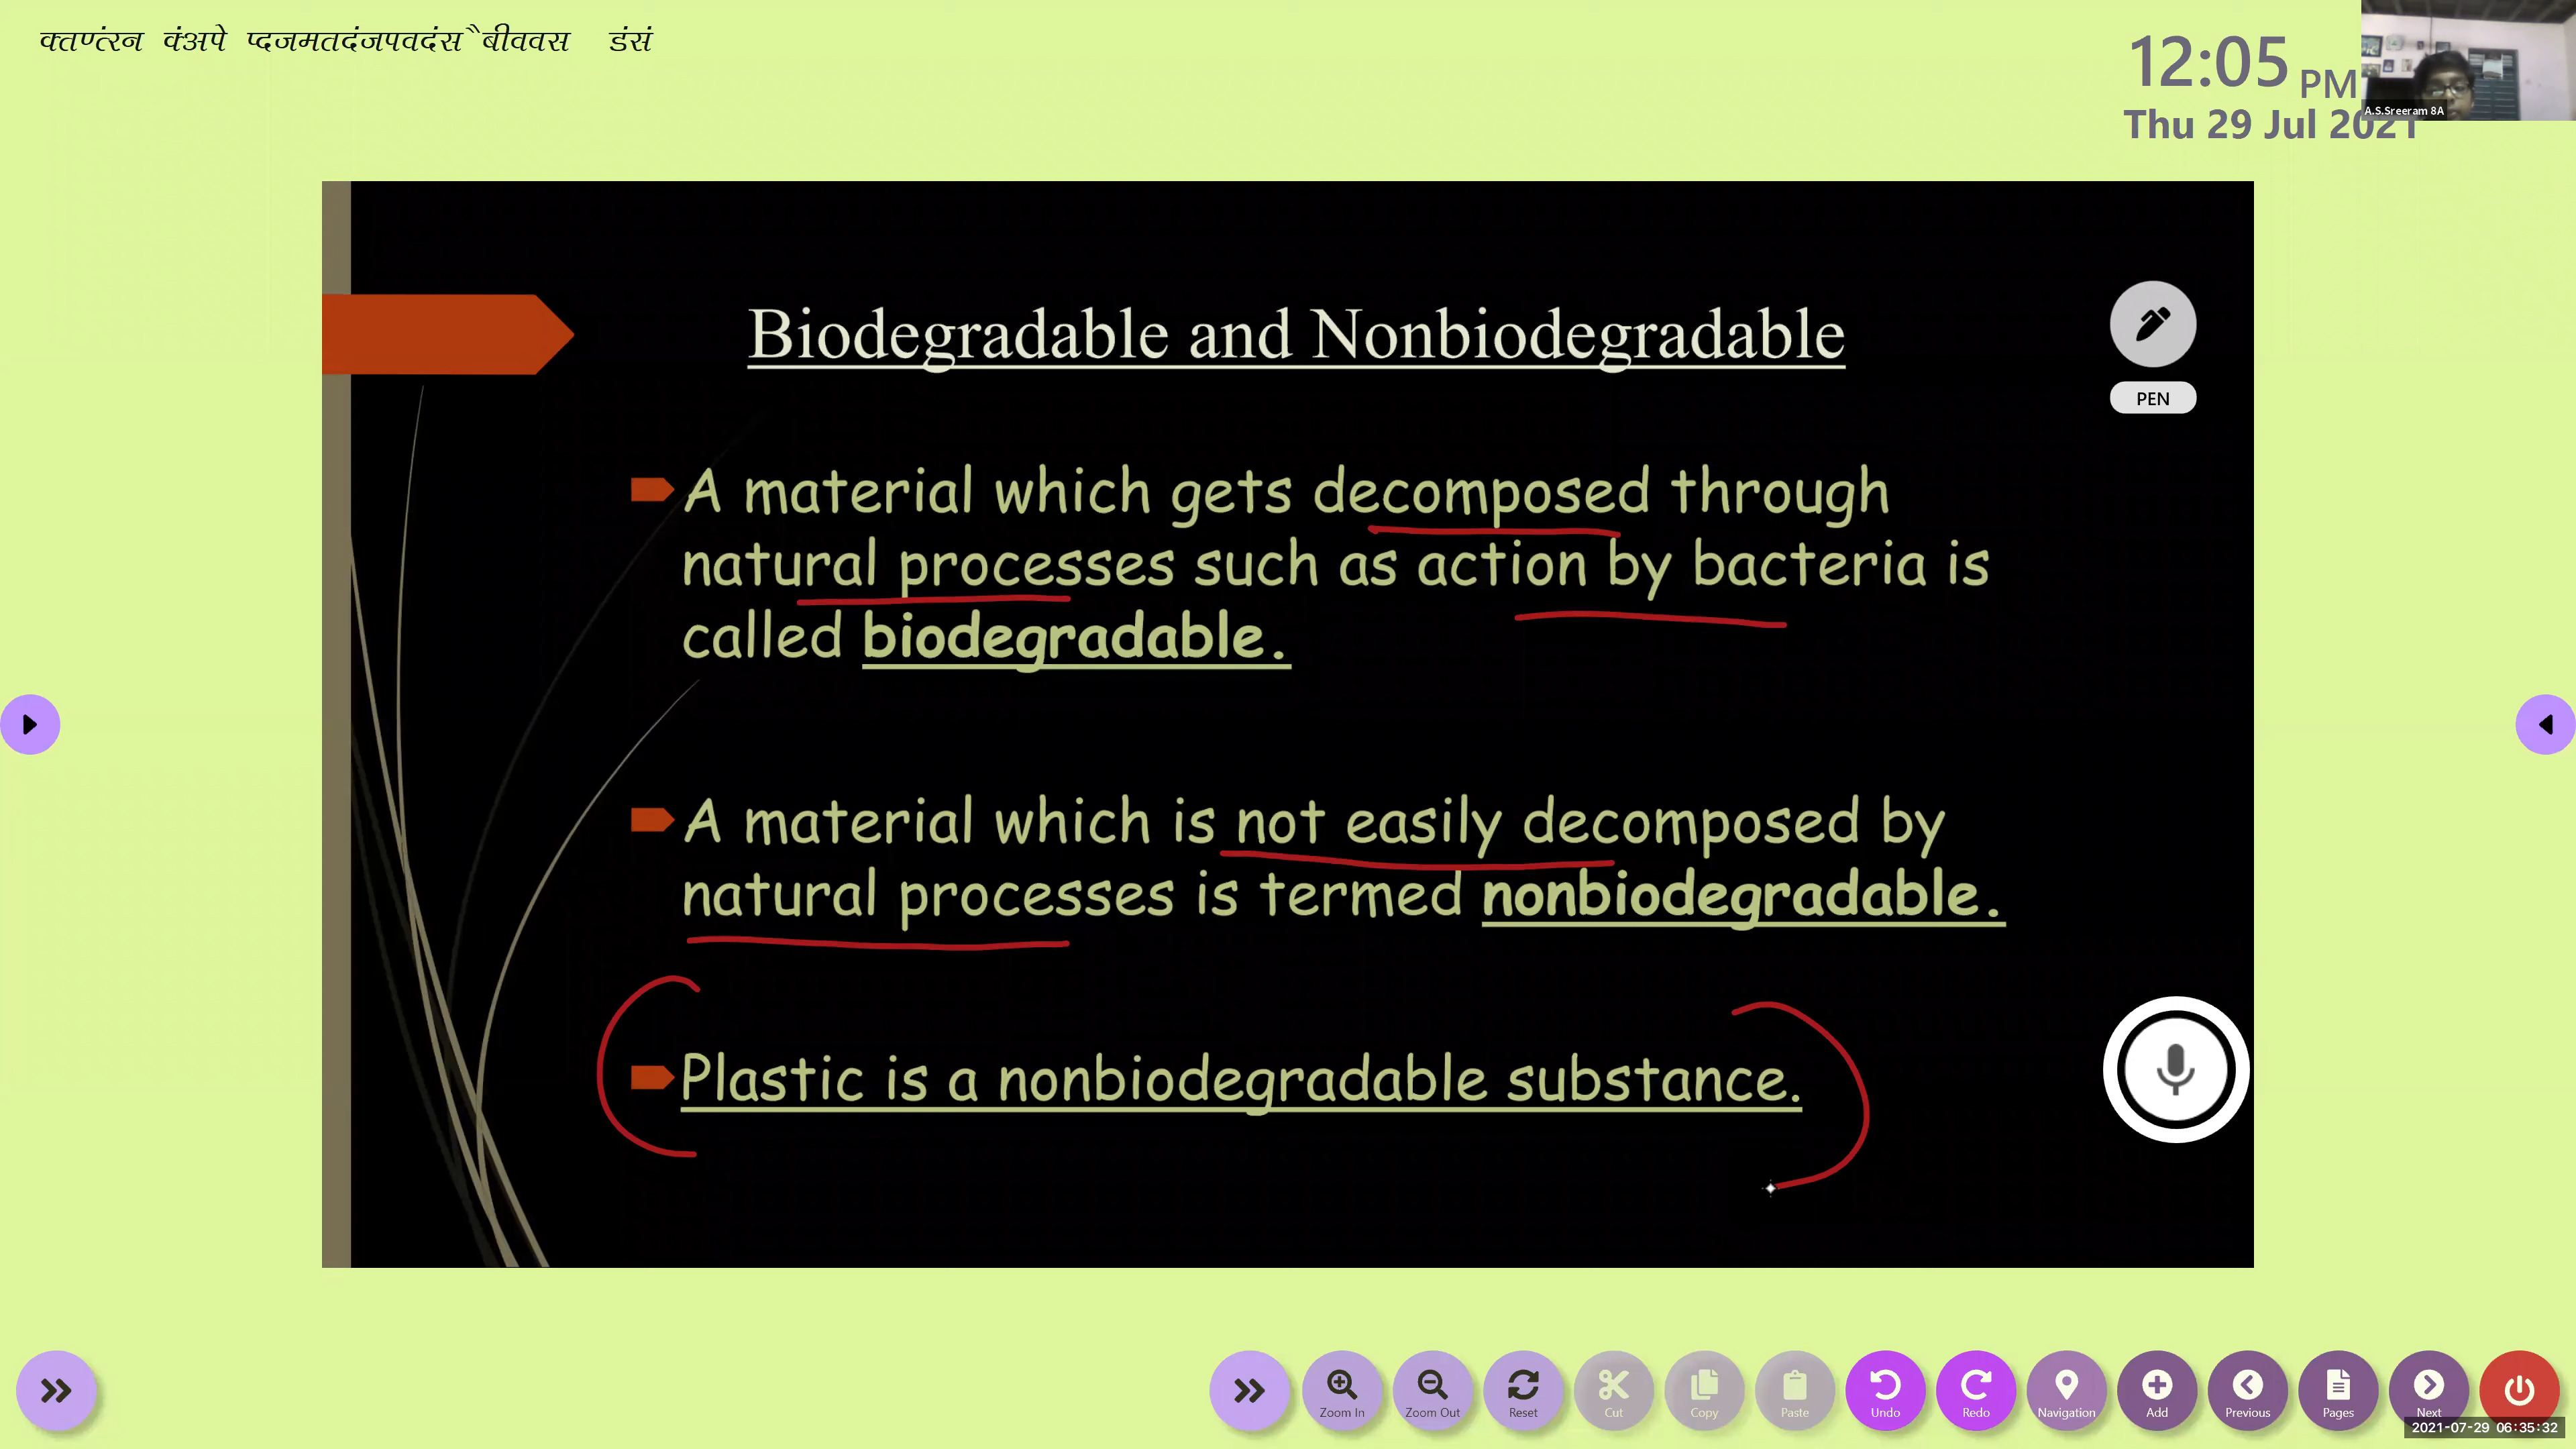 क्तण्त्ंरन क्ंअपे प्दजमतदंजपवदंस ैबीववस डंसं
12:05 PM
Thu 29 Jul 2021
A.S.Sreeram 8A
Biodegradable and Nonbiodegradable
PEN
A material which gets decomposed through
natural processes such as action by bacteria is
called biodegradable.
A material which is not easily decomposed by
natural processes is termed nonbiodegradable.
Plastic is a nonbiodegradable substance.
Zoom In Zoom Out Reset Cut Copy Paste Undo Redo Navigation Add Previous Pages Next
2021-07-29 06:35:32